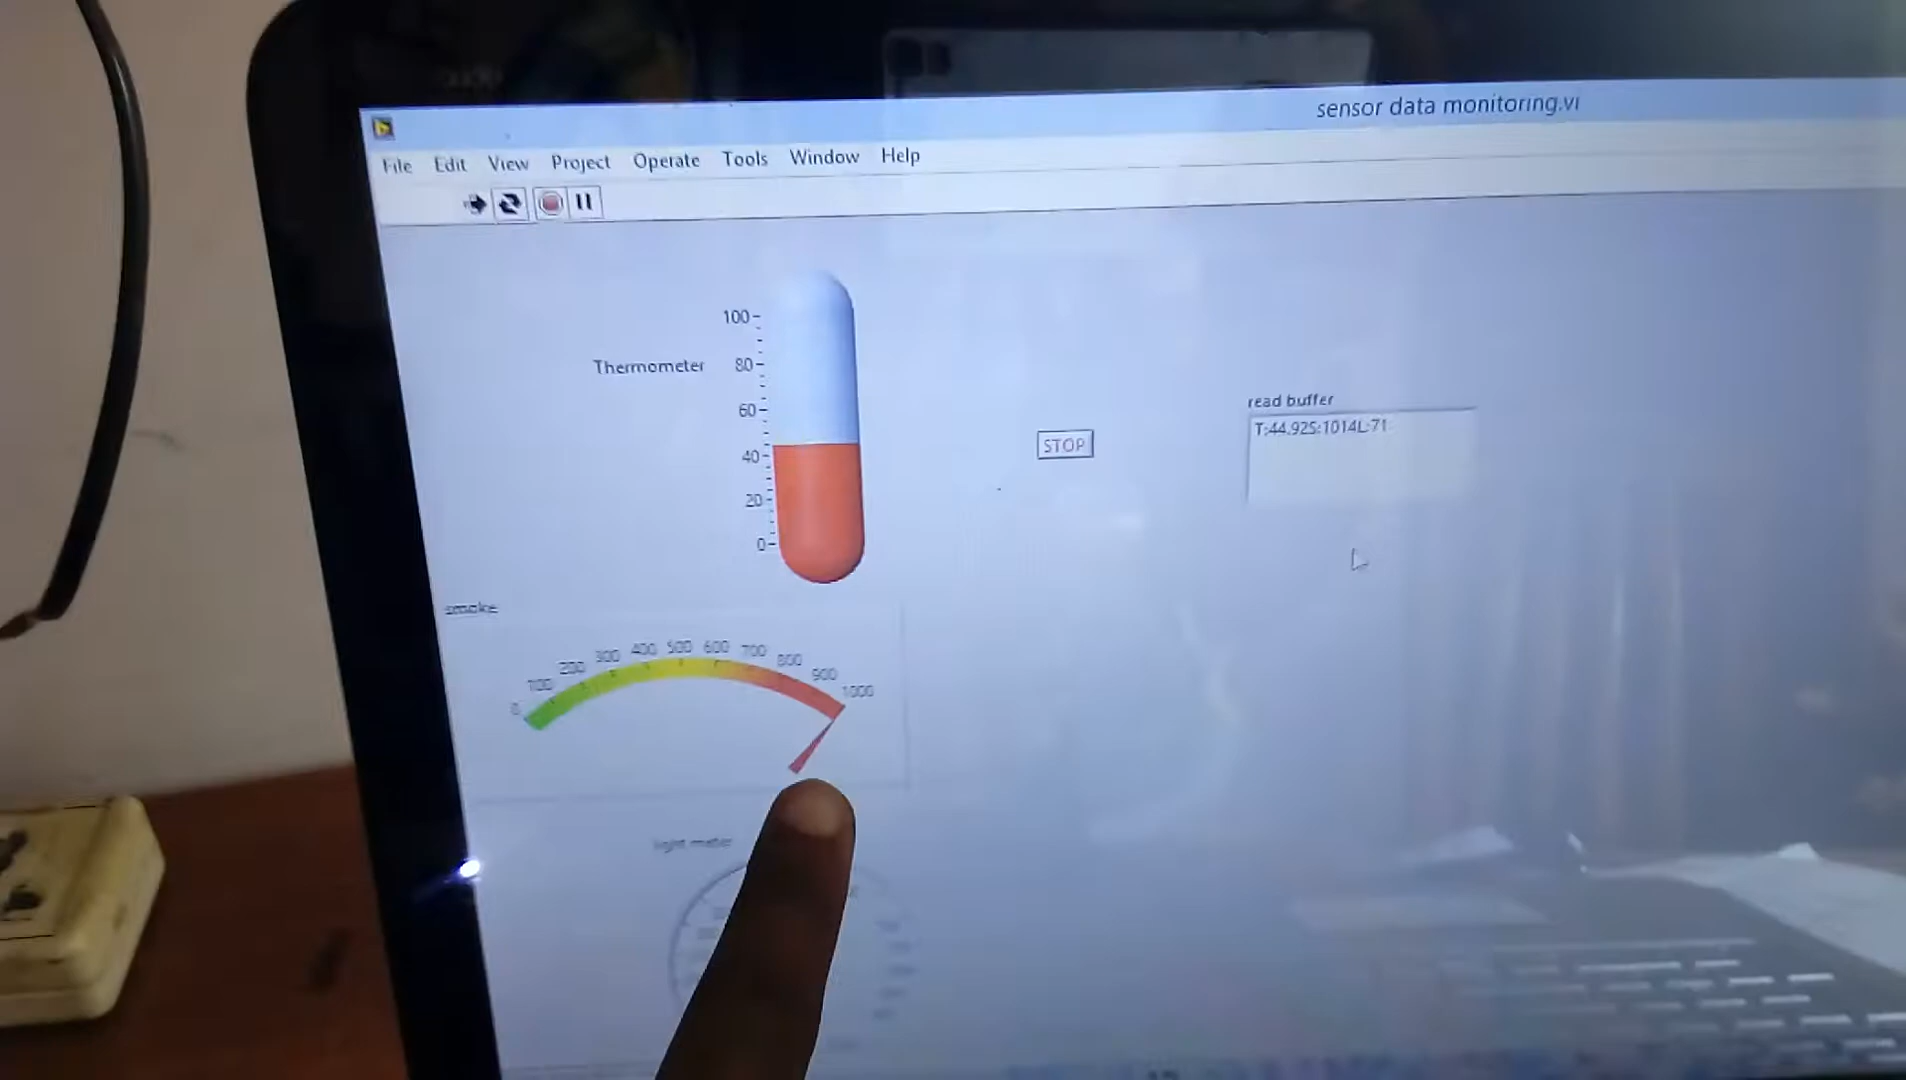 sensor data monitoring.vi
File Edit View Project Operate Tools Window Help
100
Thermometer
80
60
40
20
0
STOP
read buffer
T:44.92S:1014L:71
smoke
0 100 200 300 400 500 600 700 800 900 1000
light meter